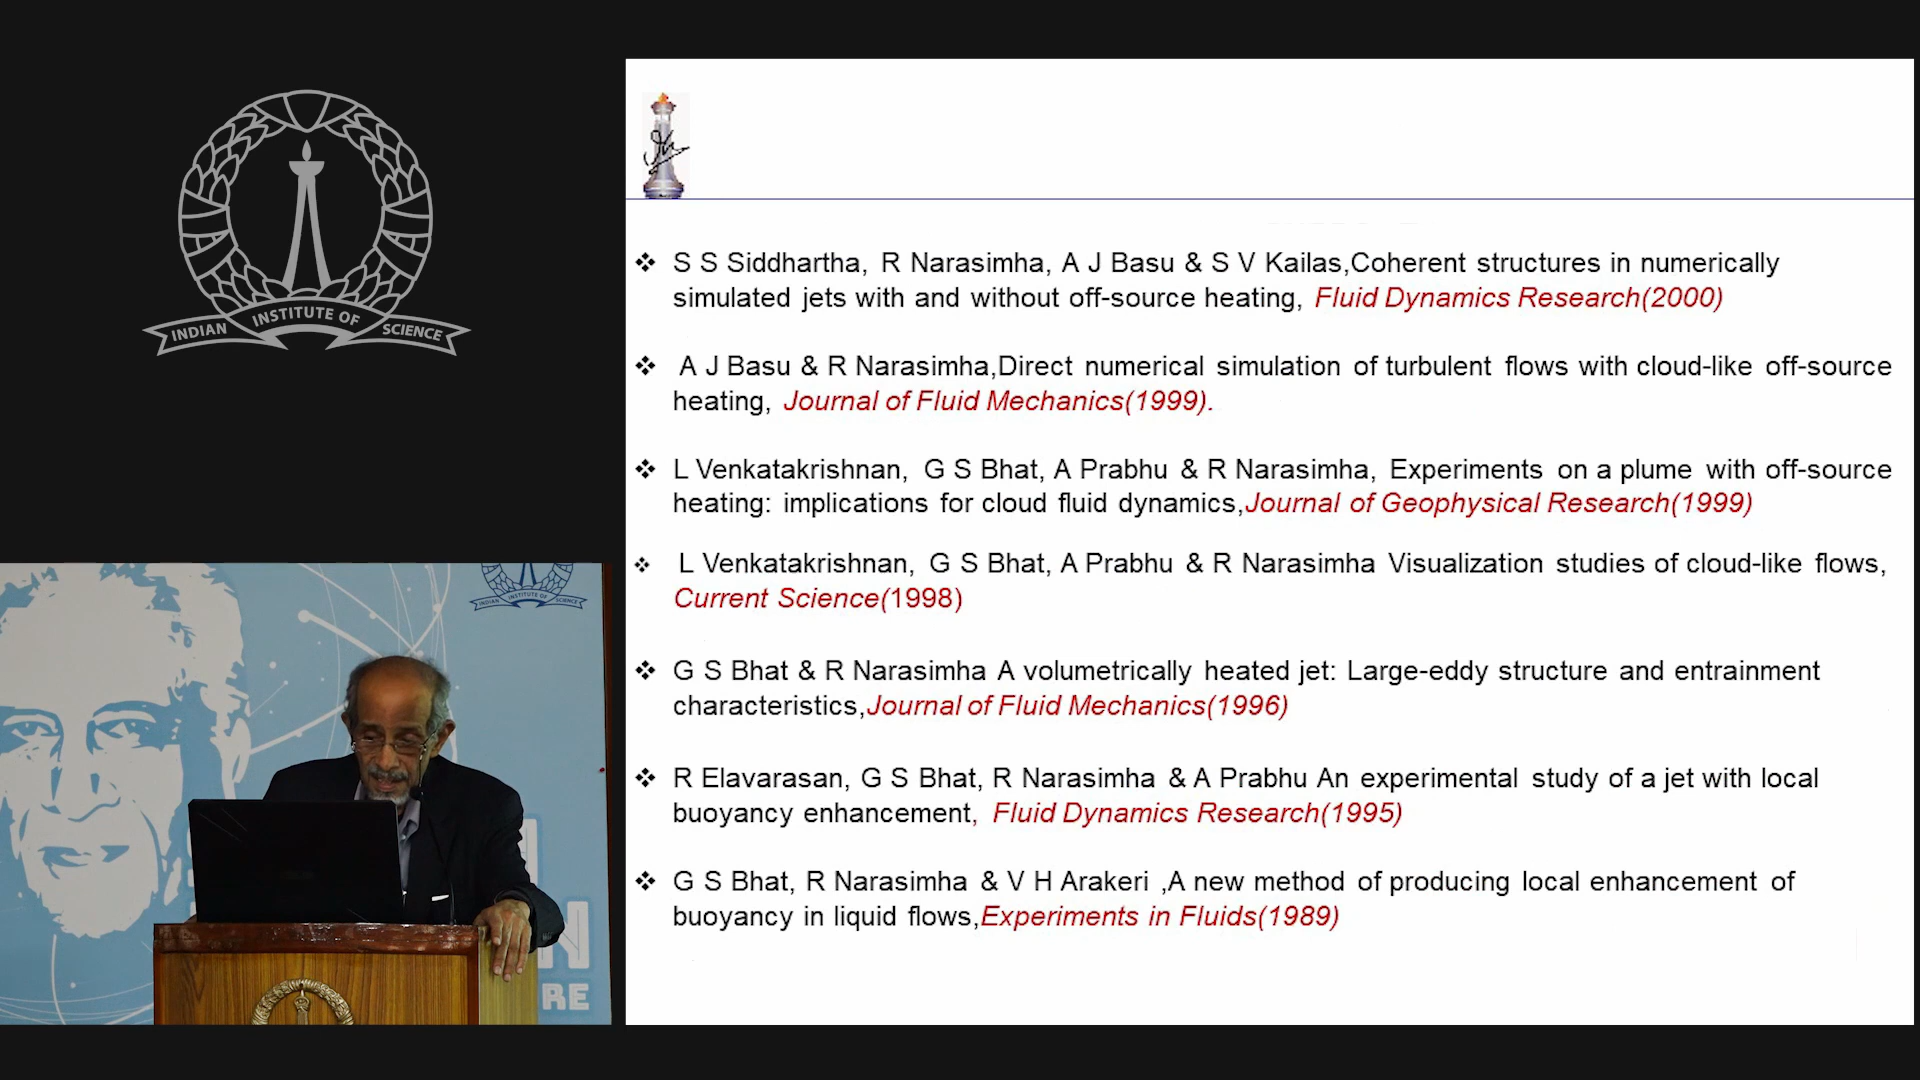 INDIAN INSTITUTE OF SCIENCE
INDIAN INSTITUTE OF SCIENCE
RE
❖ S S Siddhartha, R Narasimha, A J Basu & S V Kailas,Coherent structures in numerically
simulated jets with and without off-source heating, Fluid Dynamics Research(2000)
❖ A J Basu & R Narasimha,Direct numerical simulation of turbulent flows with cloud-like off-source
heating, Journal of Fluid Mechanics(1999).
❖ L Venkatakrishnan, G S Bhat, A Prabhu & R Narasimha, Experiments on a plume with off-source
heating: implications for cloud fluid dynamics,Journal of Geophysical Research(1999)
❖ L Venkatakrishnan, G S Bhat, A Prabhu & R Narasimha Visualization studies of cloud-like flows,
Current Science(1998)
❖ G S Bhat & R Narasimha A volumetrically heated jet: Large-eddy structure and entrainment
characteristics,Journal of Fluid Mechanics(1996)
❖ R Elavarasan, G S Bhat, R Narasimha & A Prabhu An experimental study of a jet with local
buoyancy enhancement, Fluid Dynamics Research(1995)
❖ G S Bhat, R Narasimha & V H Arakeri ,A new method of producing local enhancement of
buoyancy in liquid flows,Experiments in Fluids(1989)